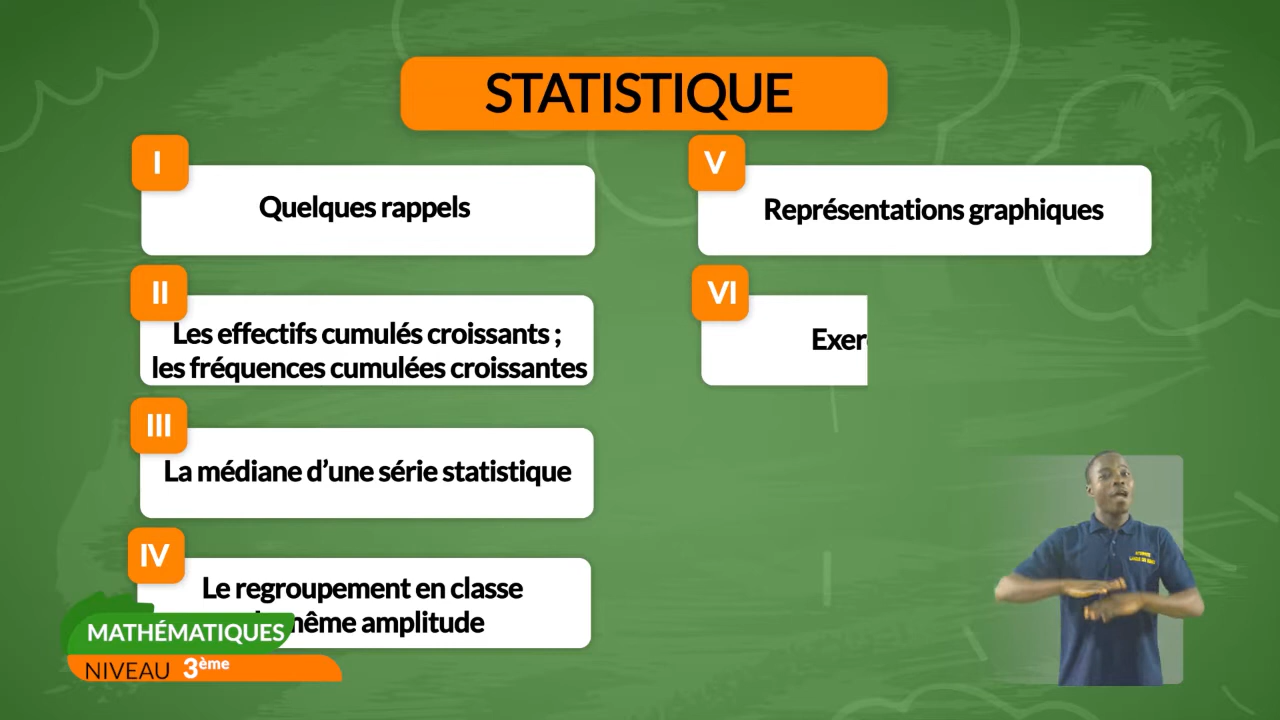 STATISTIQUE
I
Quelques rappels
II
Les effectifs cumulés croissants ;
les fréquences cumulées croissantes
III
La médiane d’une série statistique
IV
Le regroupement en classe
même amplitude
V
Représentations graphiques
VI
MATHÉMATIQUES
NIVEAU 3ème